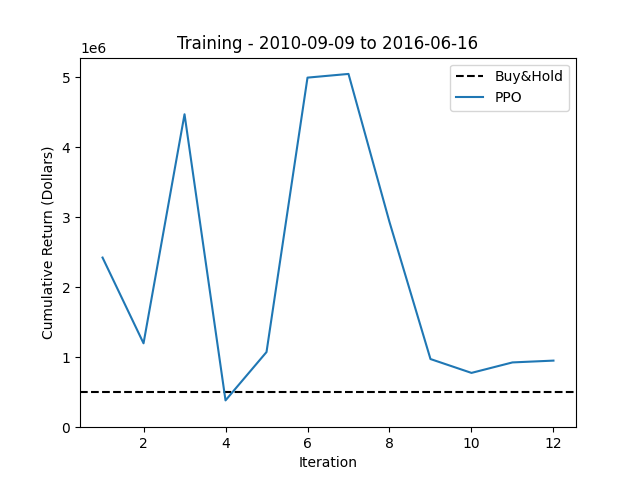 Training - 2010-09-09 to 2016-06-16
1e6
Buy&Hold
PPO
5
4
3
2
1
0
Cumulative Return (Dollars)
2
4
6
8
10
12
Iteration